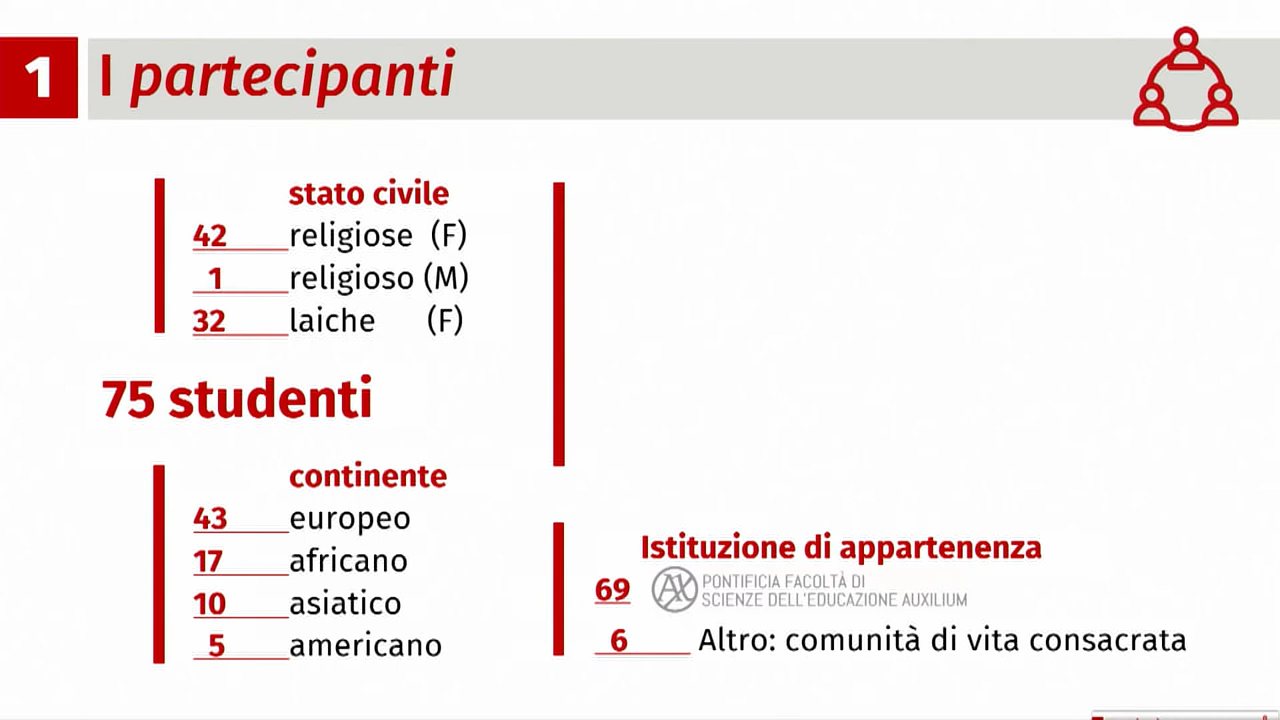 1 I partecipanti
stato civile
42 religiose (F)
1 religioso (M)
32 laiche (F)
75 studenti
continente
43 europeo
17 africano
10 asiatico
5 americano
Istituzione di appartenenza
69 PONTIFICIA FACOLTÀ DI
SCIENZE DELL'EDUCAZIONE AUXILIUM
6 Altro: comunità di vita consacrata